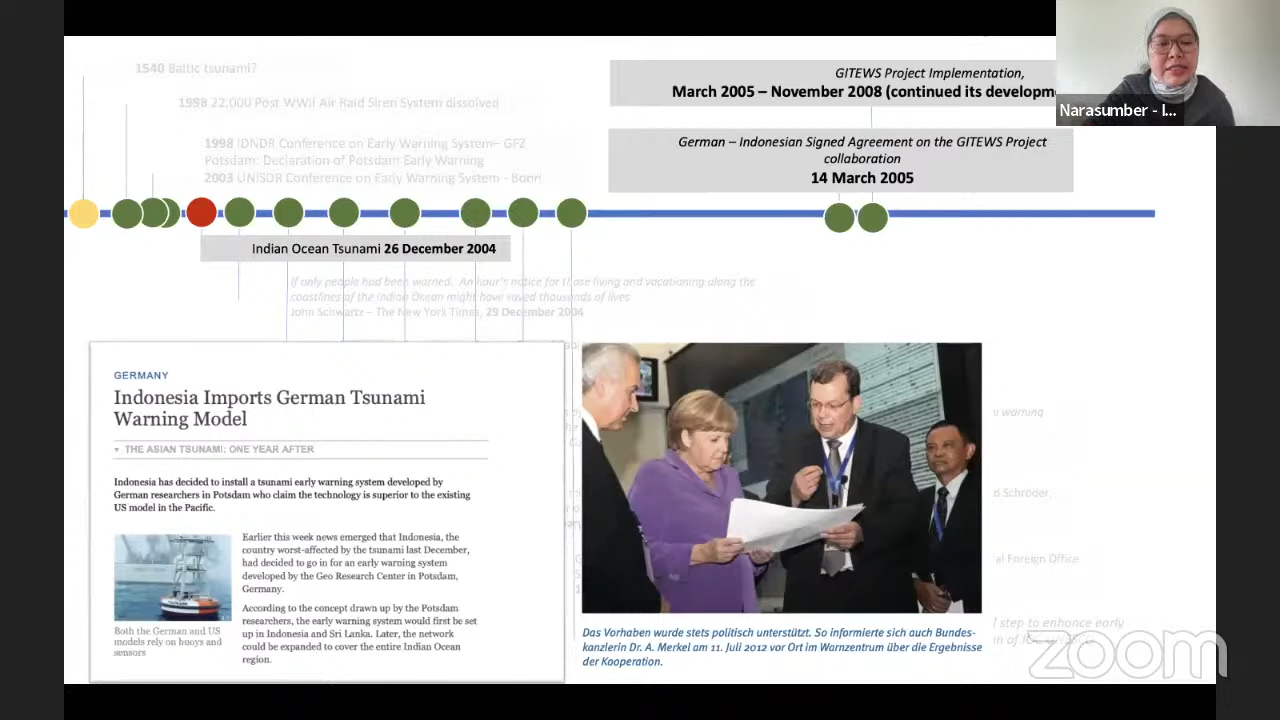 1540 Baltic tsunami?
1998 22,000 Post WWII Air Raid Siren System dissolved
1998 IDNDR Conference on Early Warning System– GFZ
Potsdam: Declaration of Potsdam Early Warning
2003 UNISDR Conference on Early Warning System - Bonn
GITEWS Project Implementation,
March 2005 – November 2008 (continued its developm
Narasumber - I...
German – Indonesian Signed Agreement on the GITEWS Project
collaboration
14 March 2005
Indian Ocean Tsunami 26 December 2004
If only people had been warned. An hour's notice for those living and vacationing along the
coastlines of the Indian Ocean might have saved thousands of lives
John Schwartz – The New York Times, 29 December 2004
GERMANY
Indonesia Imports German Tsunami
Warning Model
THE ASIAN TSUNAMI: ONE YEAR AFTER
Indonesia has decided to install a tsunami early warning system developed by
German researchers in Potsdam who claim the technology is superior to the existing
US model in the Pacific.
Earlier this week news emerged that Indonesia, the
country worst-affected by the tsunami last December,
had decided to go in for an early warning system
developed by the Geo Research Center in Potsdam,
Germany.
According to the concept drawn up by the Potsdam
researchers, the early warning system would first be set
up in Indonesia and Sri Lanka. Later, the network
could be expanded to cover the entire Indian Ocean
region.
Both the German and US
models rely on buoys and
sensors
Das Vorhaben wurde stets politisch unterstützt. So informierte sich auch Bundes-
kanzlerin Dr. A. Merkel am 11. Juli 2012 vor Ort im Warnzentrum über die Ergebnisse
der Kooperation.
warning
d Schröder,
al Foreign Office
step to enhance early
zoom